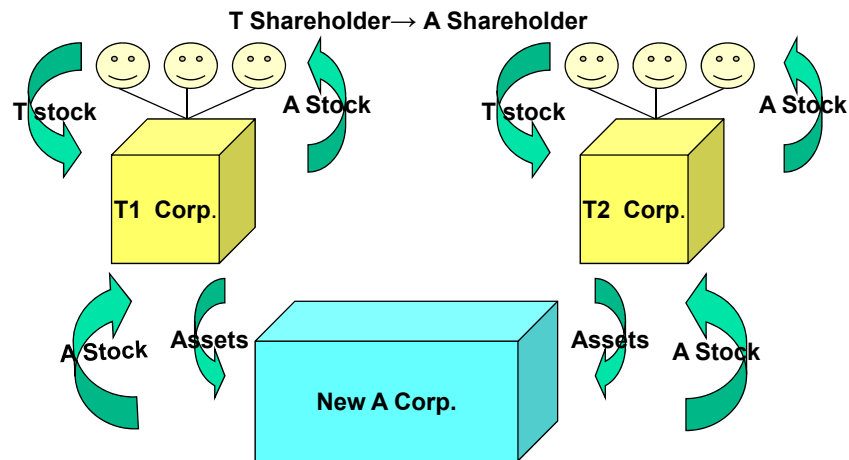 T Shareholder→ A Shareholder
T stock
A Stock
T stock
A Stock
T1 Corp.
T2 Corp.
A Stock
Assets
Assets
A Stock
New A Corp.